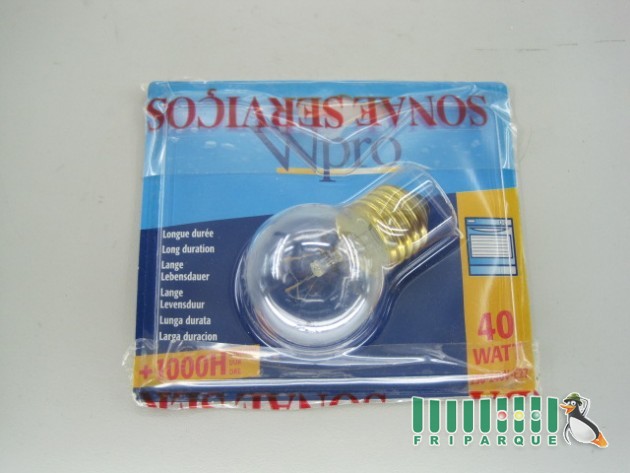 SONAE SERVIÇOS
Wpro
Longue durée
Long duration
Lange
Lebensdauer
Lange
Levensduur
Lunga durata
Larga duracion
40
WATT
FRIPARQUE